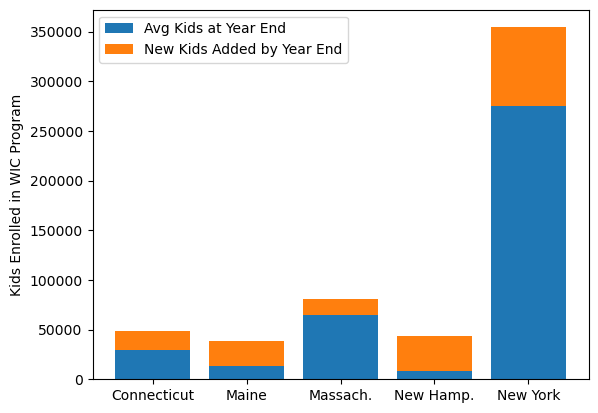 Avg Kids at Year End
New Kids Added by Year End
Kids Enrolled in WIC Program
350000
300000
250000
200000
150000
100000
50000
0
Connecticut Maine Massach. New Hamp. New York